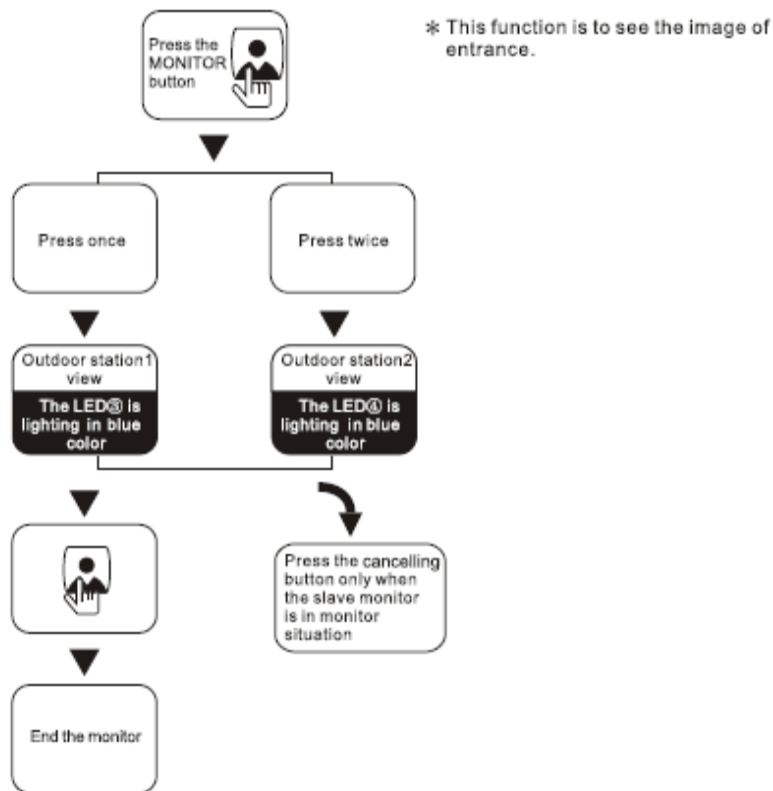 Press the
MONITOR
button
* This function is to see the image of
entrance.
Press once
Press twice
Outdoor station1
view
The LED③ is
lighting in blue
color
Outdoor station2
view
The LED④ is
lighting in blue
color
Press the cancelling
button only when
the slave monitor
is in monitor
situation
End the monitor